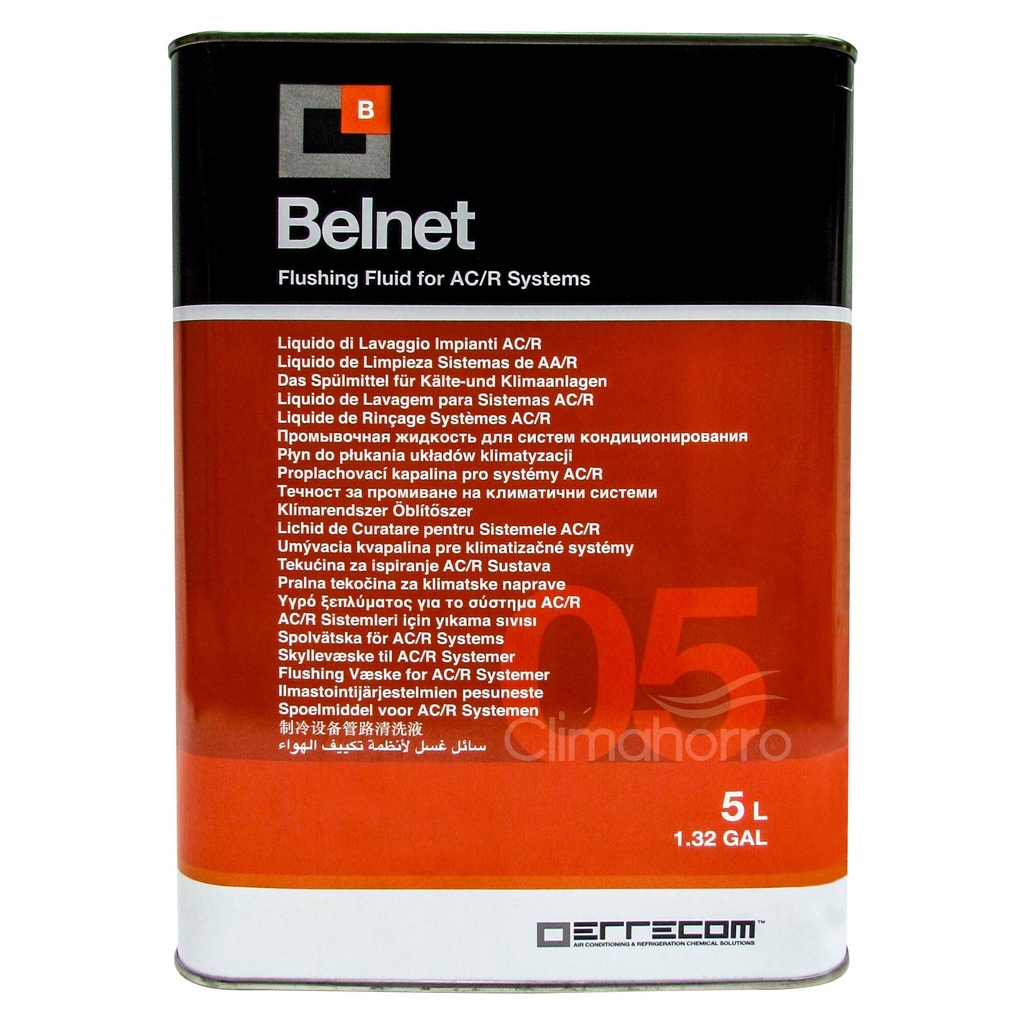 B
Belnet
Flushing Fluid for AC/R Systems
Liquido di Lavaggio Impianti AC/R
Liquido de Limpieza Sistemas de AA/R
Das Spülmittel für Kälte-und Klimaanlagen
Liquido de Lavagem para Sistemas AC/R
Liquide de Rinçage Systèmes AC/R
Промывочная жидкость для систем кондиционирования
Płyn do płukania układów klimatyzacji
Proplachovací kapalina pro systémy AC/R
Течност за промиване на климатични системи
Klímarendszer Öblítőszer
Lichid de Curatare pentru Sistemele AC/R
Umývacia kvapalina pre klimatizačné systémy
Tekućina za ispiranje AC/R Sustava
Pralna tekočina za klimatske naprave
Υγρό ξεπλύματος για το σύστημα AC/R
AC/R Sistemleri için yıkama sıvısı
Spolvätska för AC/R Systems
Skyllevæske til AC/R Systemer
Flushing Væske for AC/R Systemer
Ilmastointijärjestelmien pesuneste
Spoelmiddel voor AC/R Systemen
制冷设备管路清洗液
سائل غسل لأنظمة تكييف الهواء
05
Climahorro
5 L
1.32 GAL
ERRECOM™
AIR CONDITIONING & REFRIGERATION CHEMICAL SOLUTIONS